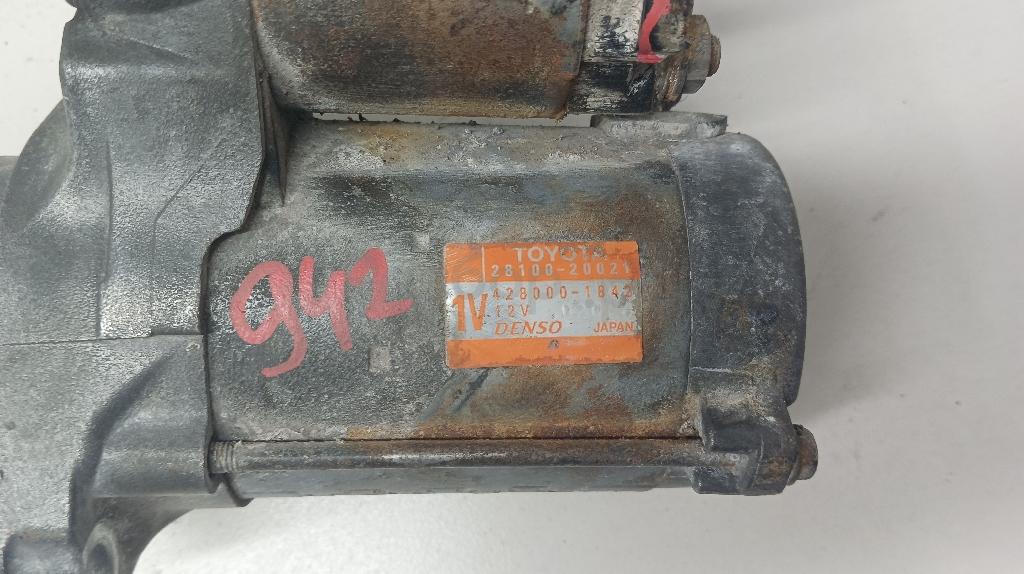 TOYOTA
28100-20021
1V
428000-1842
12V
DENSO JAPAN
942